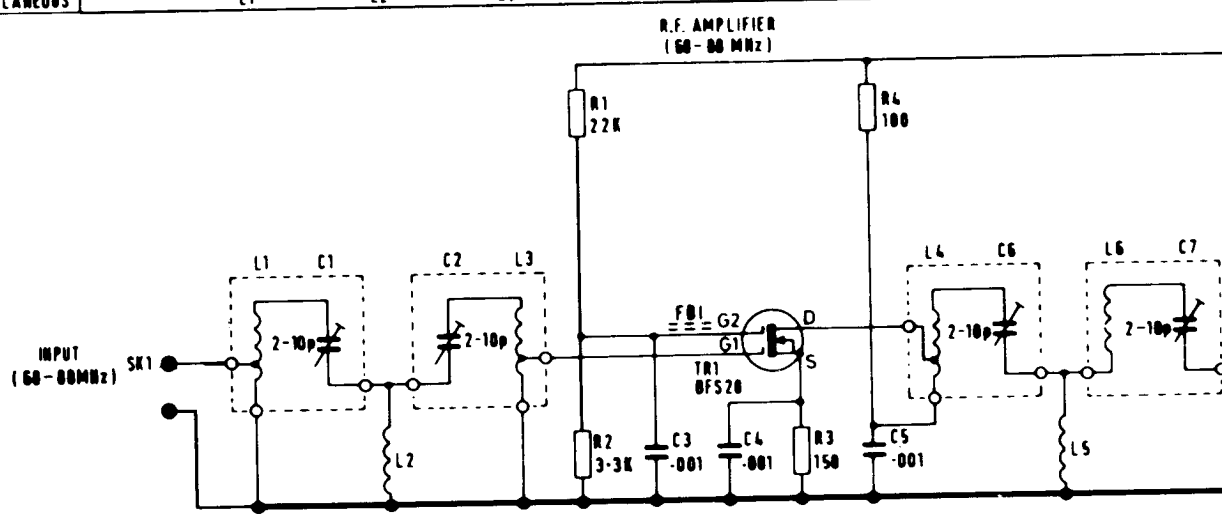 L1
L2
R.F. AMPLIFIER
(60-80 MHz)
R1
22K
R4
100
L1 C1
C2 L3
L4 C6
L6 C7
FB1
G2
D
G1
S
2-10p
2-10p
2-10p
2-10p
INPUT
(60-80MHz)
SK1
TR1
BFS28
L2
R2
3·3K
C3
·001
C4
·001
R3
150
C5
·001
L5